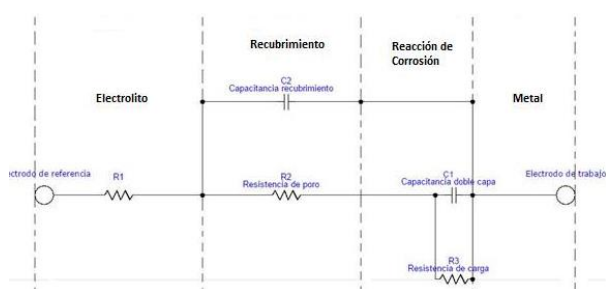 Recubrimiento
Reacción de
Corrosión
Electrolito
Metal
C2
Capacitancia recubrimiento
ectrodo de referencia
R1
R2
Resistencia de poro
C1
Capacitancia doble capa
Electrodo de trabajo
R3
Resistencia de carga